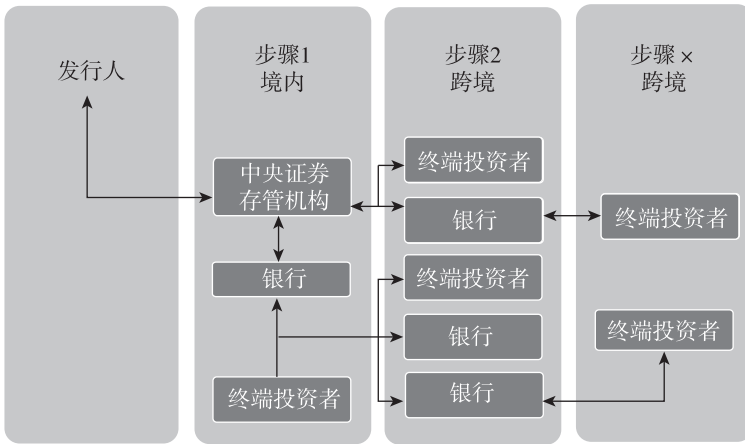 发行人
步骤1
境内
中央证券
存管机构
银行
终端投资者
步骤2
跨境
终端投资者
银行
终端投资者
银行
银行
步骤×
跨境
终端投资者
终端投资者